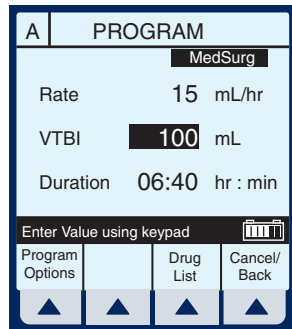 A PROGRAM
MedSurg
Rate 15 mL/hr
VTBI 100 mL
Duration 06:40 hr : min
Enter Value using keypad
Program Options
Drug List
Cancel/ Back